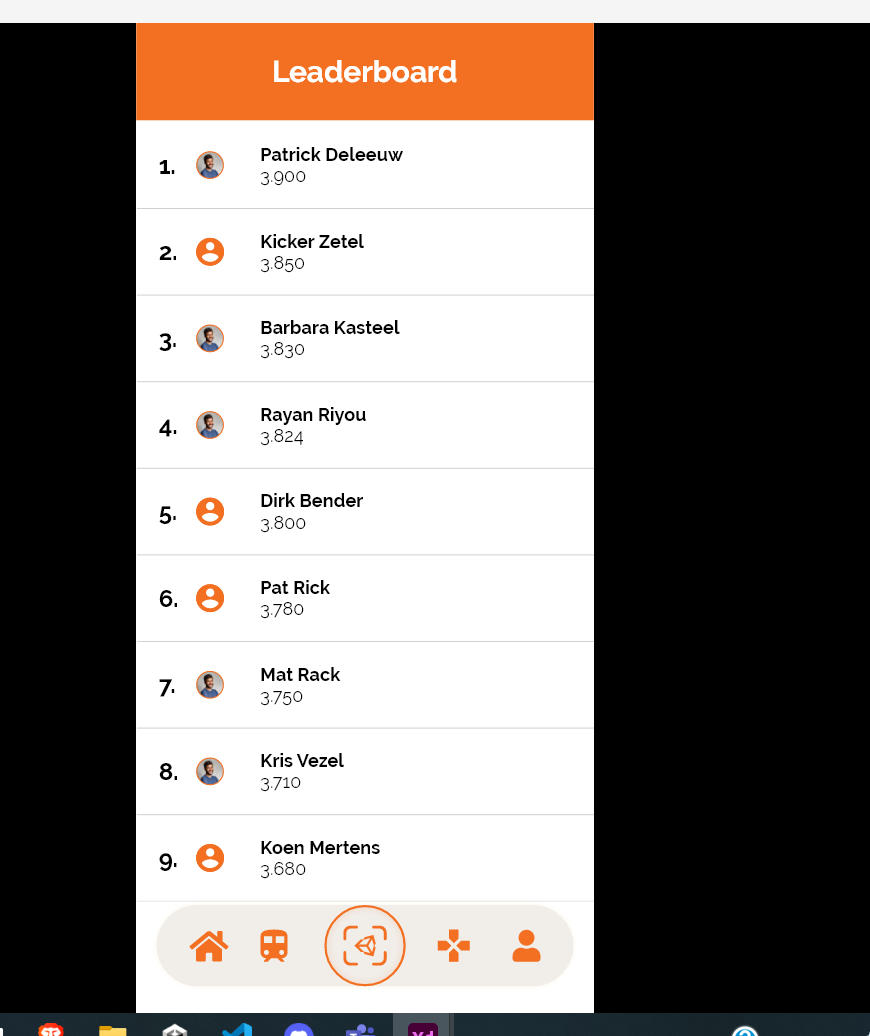 Leaderboard
1.
Patrick Deleeuw
3.900
2.
Kicker Zetel
3.850
3.
Barbara Kasteel
3.830
4.
Rayan Riyou
3.824
5.
Dirk Bender
3.800
6.
Pat Rick
3.780
7.
Mat Rack
3.750
8.
Kris Vezel
3.710
9.
Koen Mertens
3.680
Xd